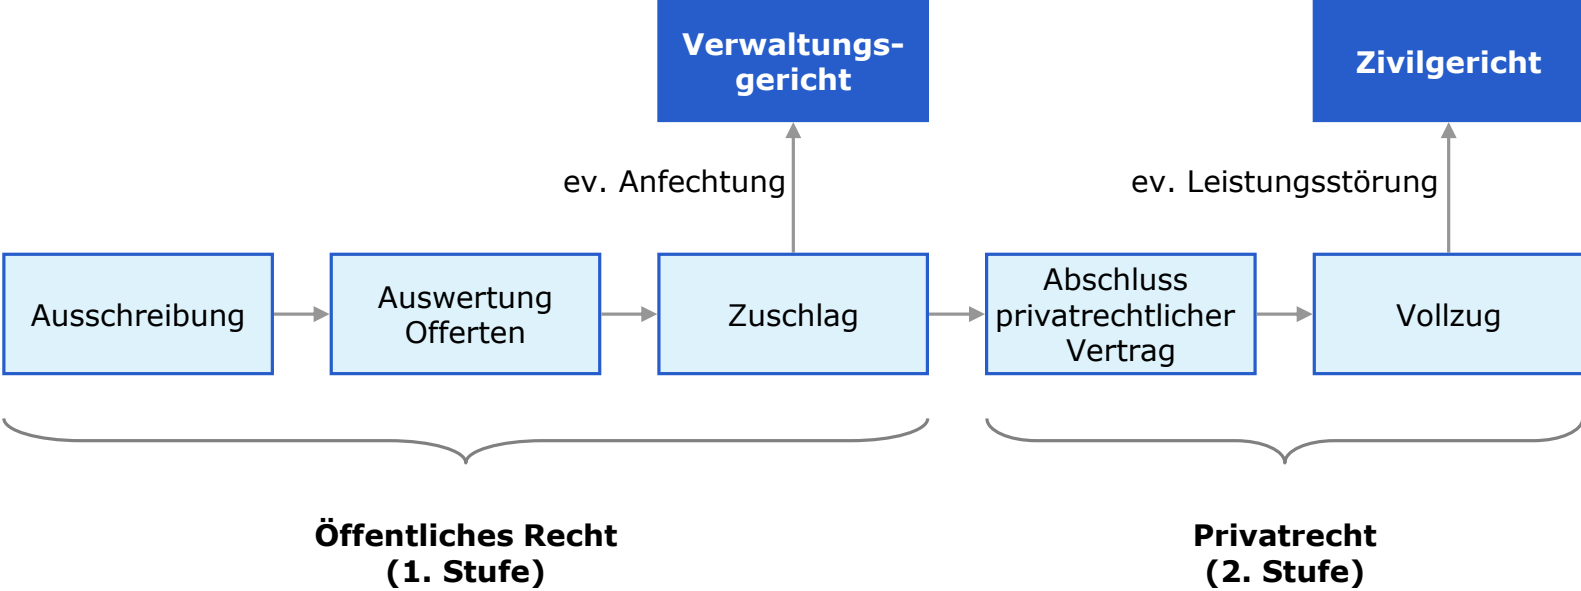 Verwaltungs-
gericht
Zivilgericht
ev. Anfechtung
ev. Leistungsstörung
Ausschreibung
Auswertung
Offerten
Zuschlag
Abschluss
privatrechtlicher
Vertrag
Vollzug
Öffentliches Recht
(1. Stufe)
Privatrecht
(2. Stufe)